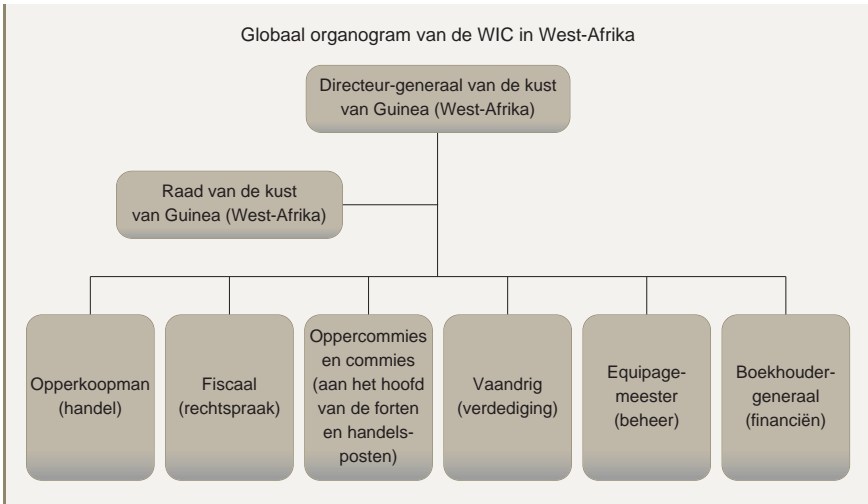 Globaal organogram van de WIC in West-Afrika
Directeur-generaal van de kust
van Guinea (West-Afrika)
Raad van de kust
van Guinea (West-Afrika)
Opperkoopman
(handel)
Fiscaal
(rechtspraak)
Oppercommies
en commies
(aan het hoofd
van de forten
en handels-
posten)
Vaandrig
(verdediging)
Equipage-
meester
(beheer)
Boekhouder-
generaal
(financiën)